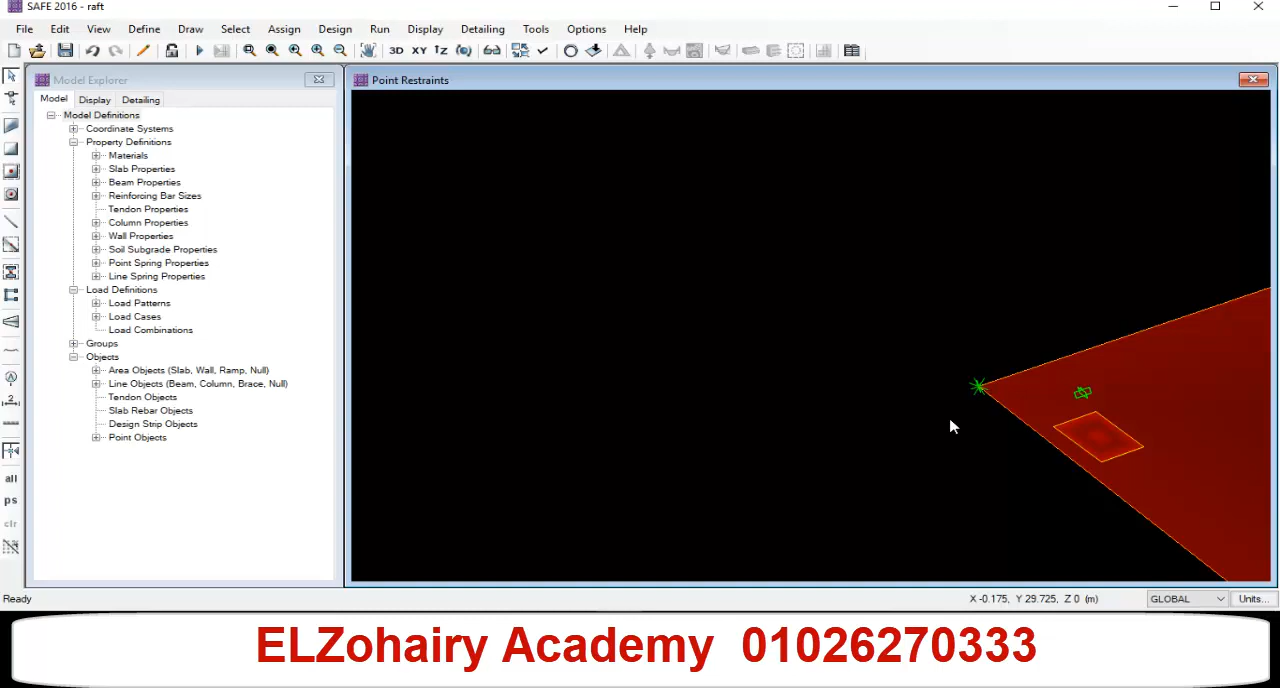 SAFE 2016 - raft
File Edit View Define Draw Select Assign Design Run Display Detailing Tools Options Help
3D XY
Model Explorer
Point Restraints
Model Display Detailing
Model Definitions
Coordinate Systems
Property Definitions
Materials
Slab Properties
Beam Properties
Reinforcing Bar Sizes
Tendon Properties
Column Properties
Wall Properties
Soil Subgrade Properties
Point Spring Properties
Line Spring Properties
Load Definitions
Load Patterns
Load Cases
Load Combinations
Groups
Objects
Area Objects (Slab, Wall, Ramp, Null)
Line Objects (Beam, Column, Brace, Null)
Tendon Objects
Slab Rebar Objects
Design Strip Objects
Point Objects
all
ps
clr
Ready
X -0.175, Y 29.725, Z 0 (m)
GLOBAL
Units...
ELZohairy Academy 01026270333